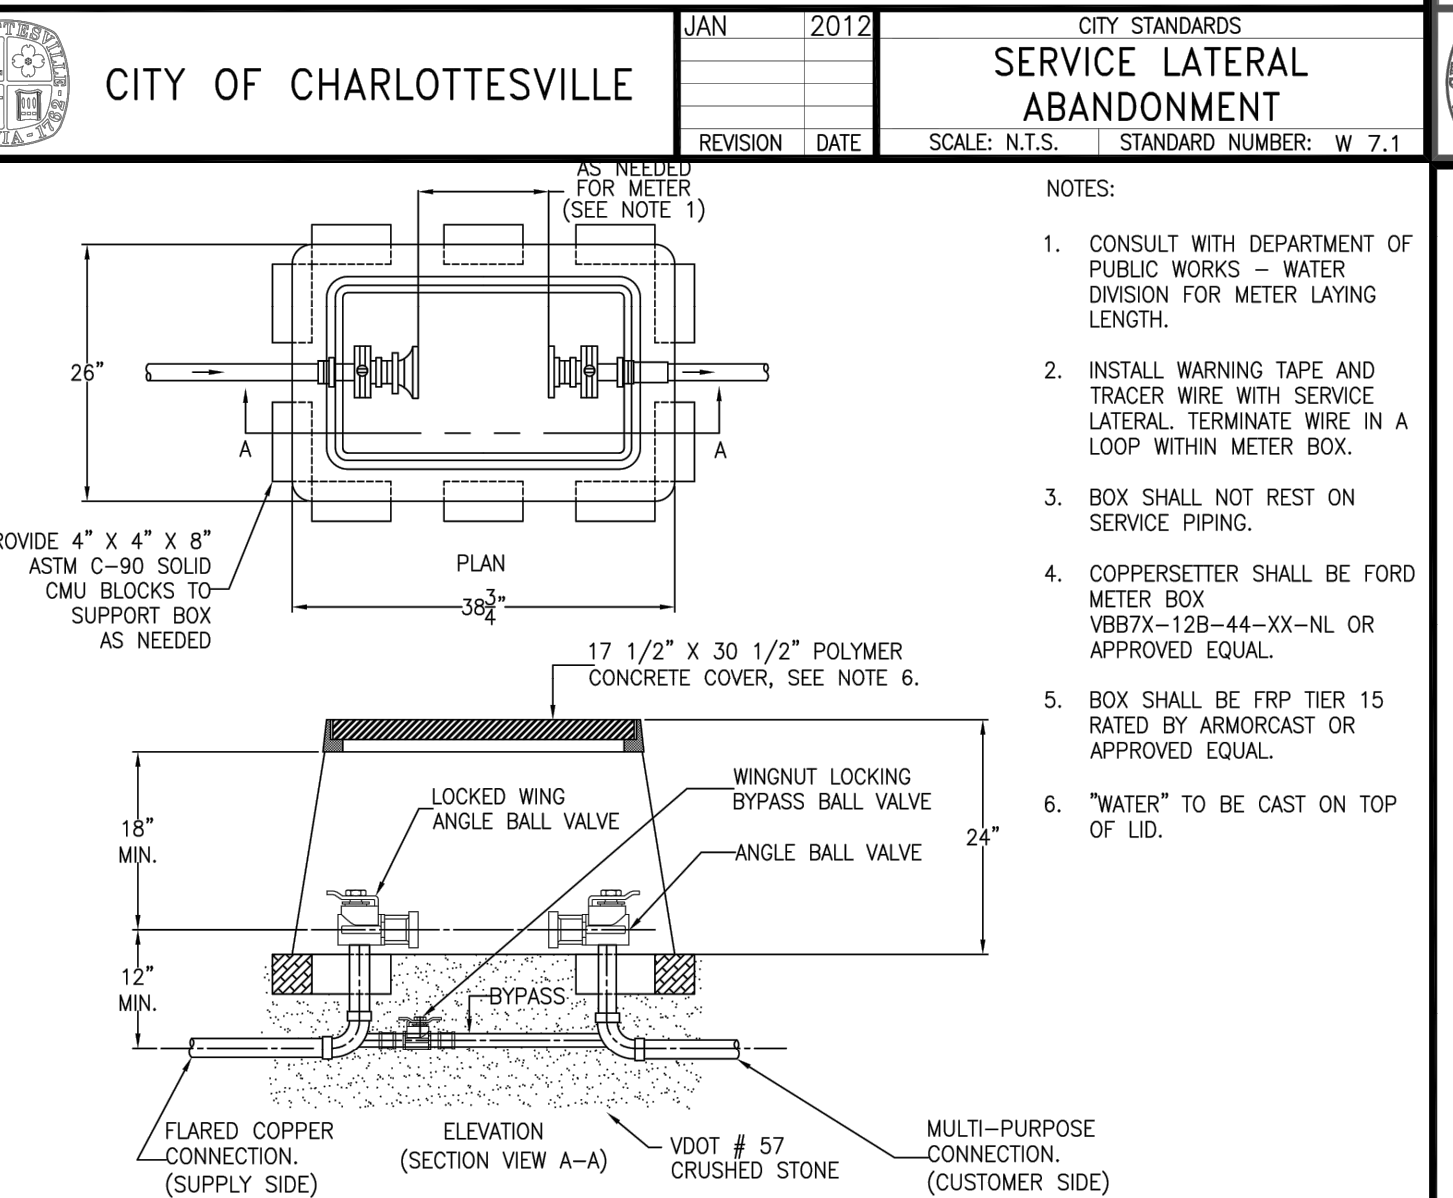 CITY OF CHARLOTTESVILLE
JAN 2012
REVISION DATE
CITY STANDARDS
SERVICE LATERAL
ABANDONMENT
SCALE: N.T.S. STANDARD NUMBER: W 7.1
AS NEEDED
FOR METER
(SEE NOTE 1)
26”
A
A
4” X 4” X 8”
ASTM C–90 SOLID
CMU BLOCKS TO
SUPPORT BOX
AS NEEDED
PLAN
38 3/4”
17 1/2” X 30 1/2” POLYMER
CONCRETE COVER, SEE NOTE 6.
LOCKED WING
ANGLE BALL VALVE
WINGNUT LOCKING
BYPASS BALL VALVE
ANGLE BALL VALVE
18”
MIN.
24”
12”
MIN.
BYPASS
FLARED COPPER
CONNECTION.
(SUPPLY SIDE)
ELEVATION
(SECTION VIEW A–A)
VDOT # 57
CRUSHED STONE
MULTI–PURPOSE
CONNECTION.
(CUSTOMER SIDE)
NOTES:
1. CONSULT WITH DEPARTMENT OF
PUBLIC WORKS – WATER
DIVISION FOR METER LAYING
LENGTH.
2. INSTALL WARNING TAPE AND
TRACER WIRE WITH SERVICE
LATERAL. TERMINATE WIRE IN A
LOOP WITHIN METER BOX.
3. BOX SHALL NOT REST ON
SERVICE PIPING.
4. COPPERSETTER SHALL BE FORD
METER BOX
VBB7X–12B–44–XX–NL OR
APPROVED EQUAL.
5. BOX SHALL BE FRP TIER 15
RATED BY ARMORCAST OR
APPROVED EQUAL.
6. ”WATER” TO BE CAST ON TOP
OF LID.